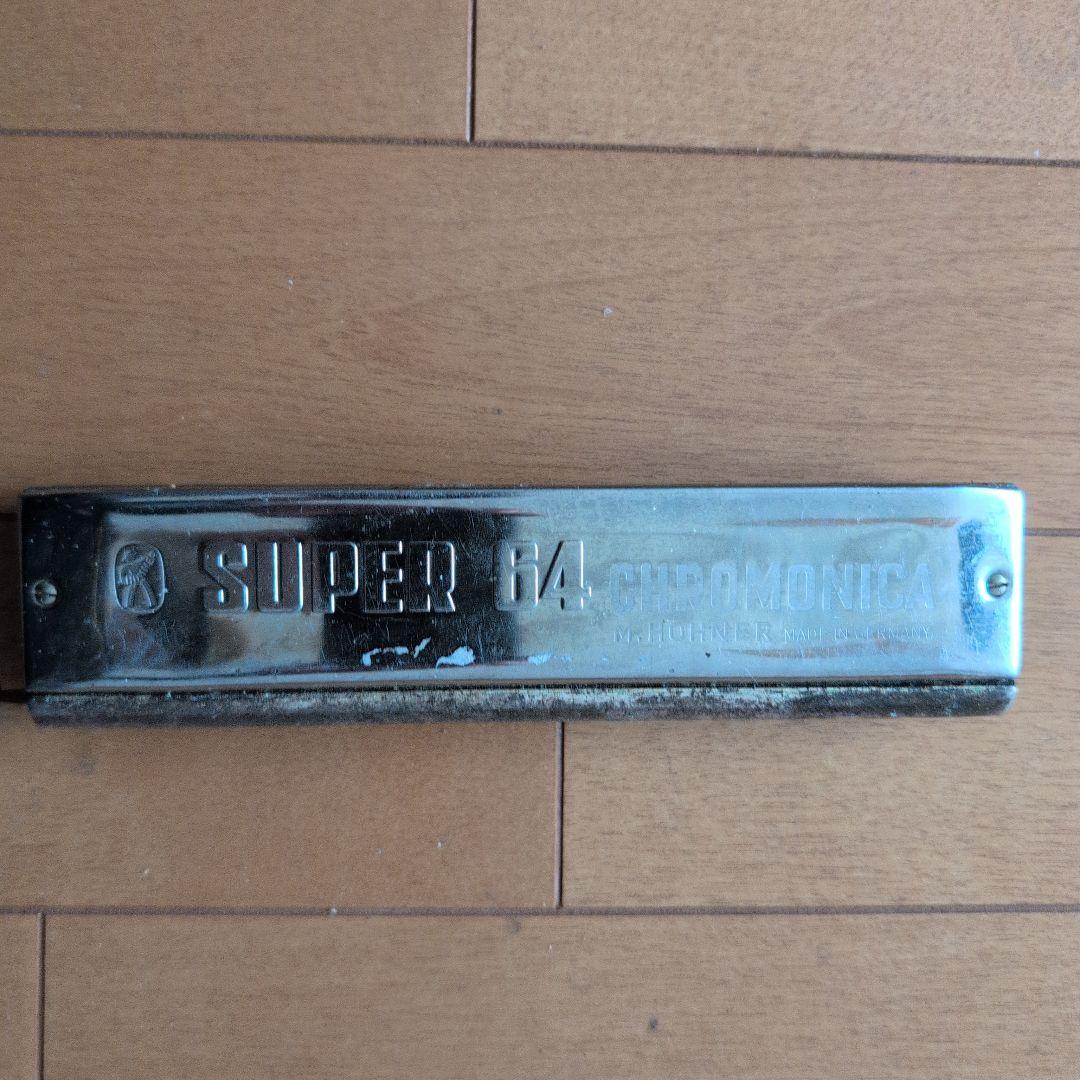 SUPER 64 CHROMONICA
M. HOHNER MADE IN GERMANY